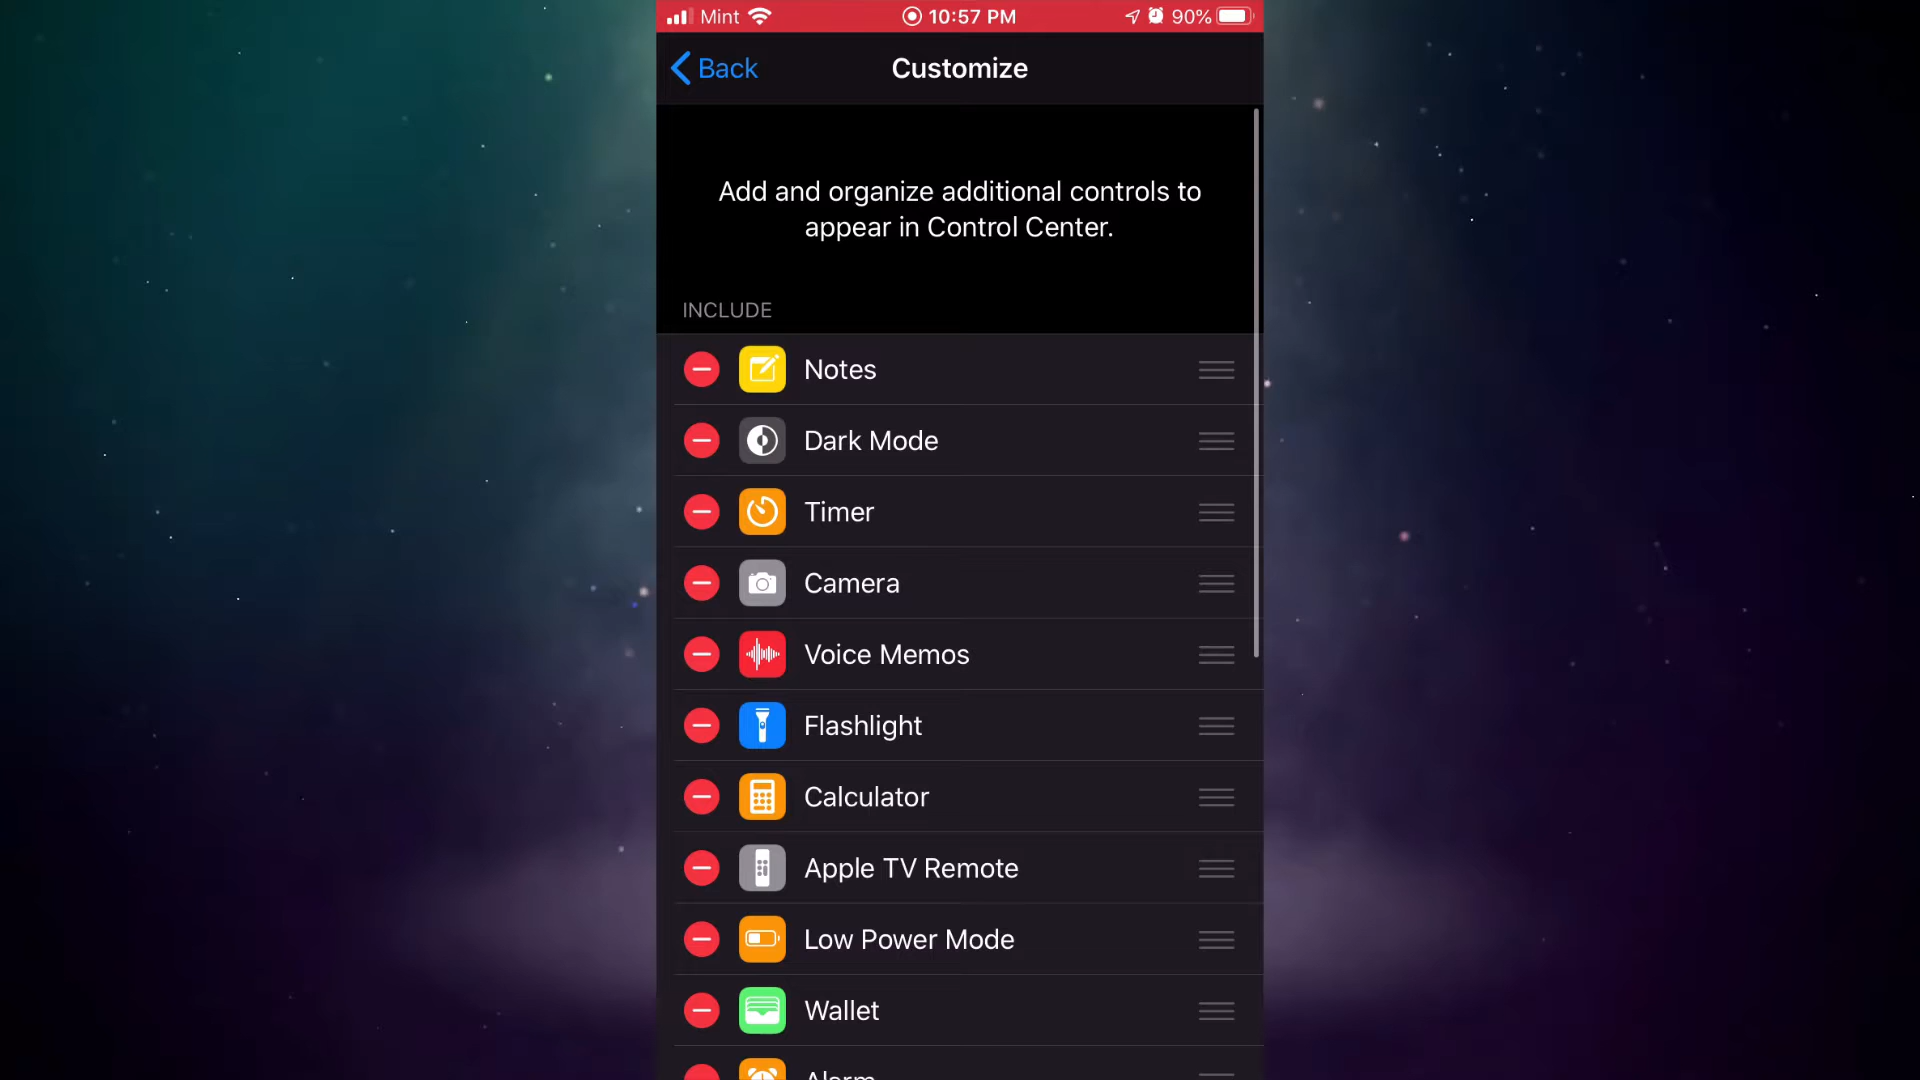 Mint 10:57 PM 90%
Back Customize
Add and organize additional controls to
appear in Control Center.
INCLUDE
Notes
Dark Mode
Timer
Camera
Voice Memos
Flashlight
Calculator
Apple TV Remote
Low Power Mode
Wallet
Alarm